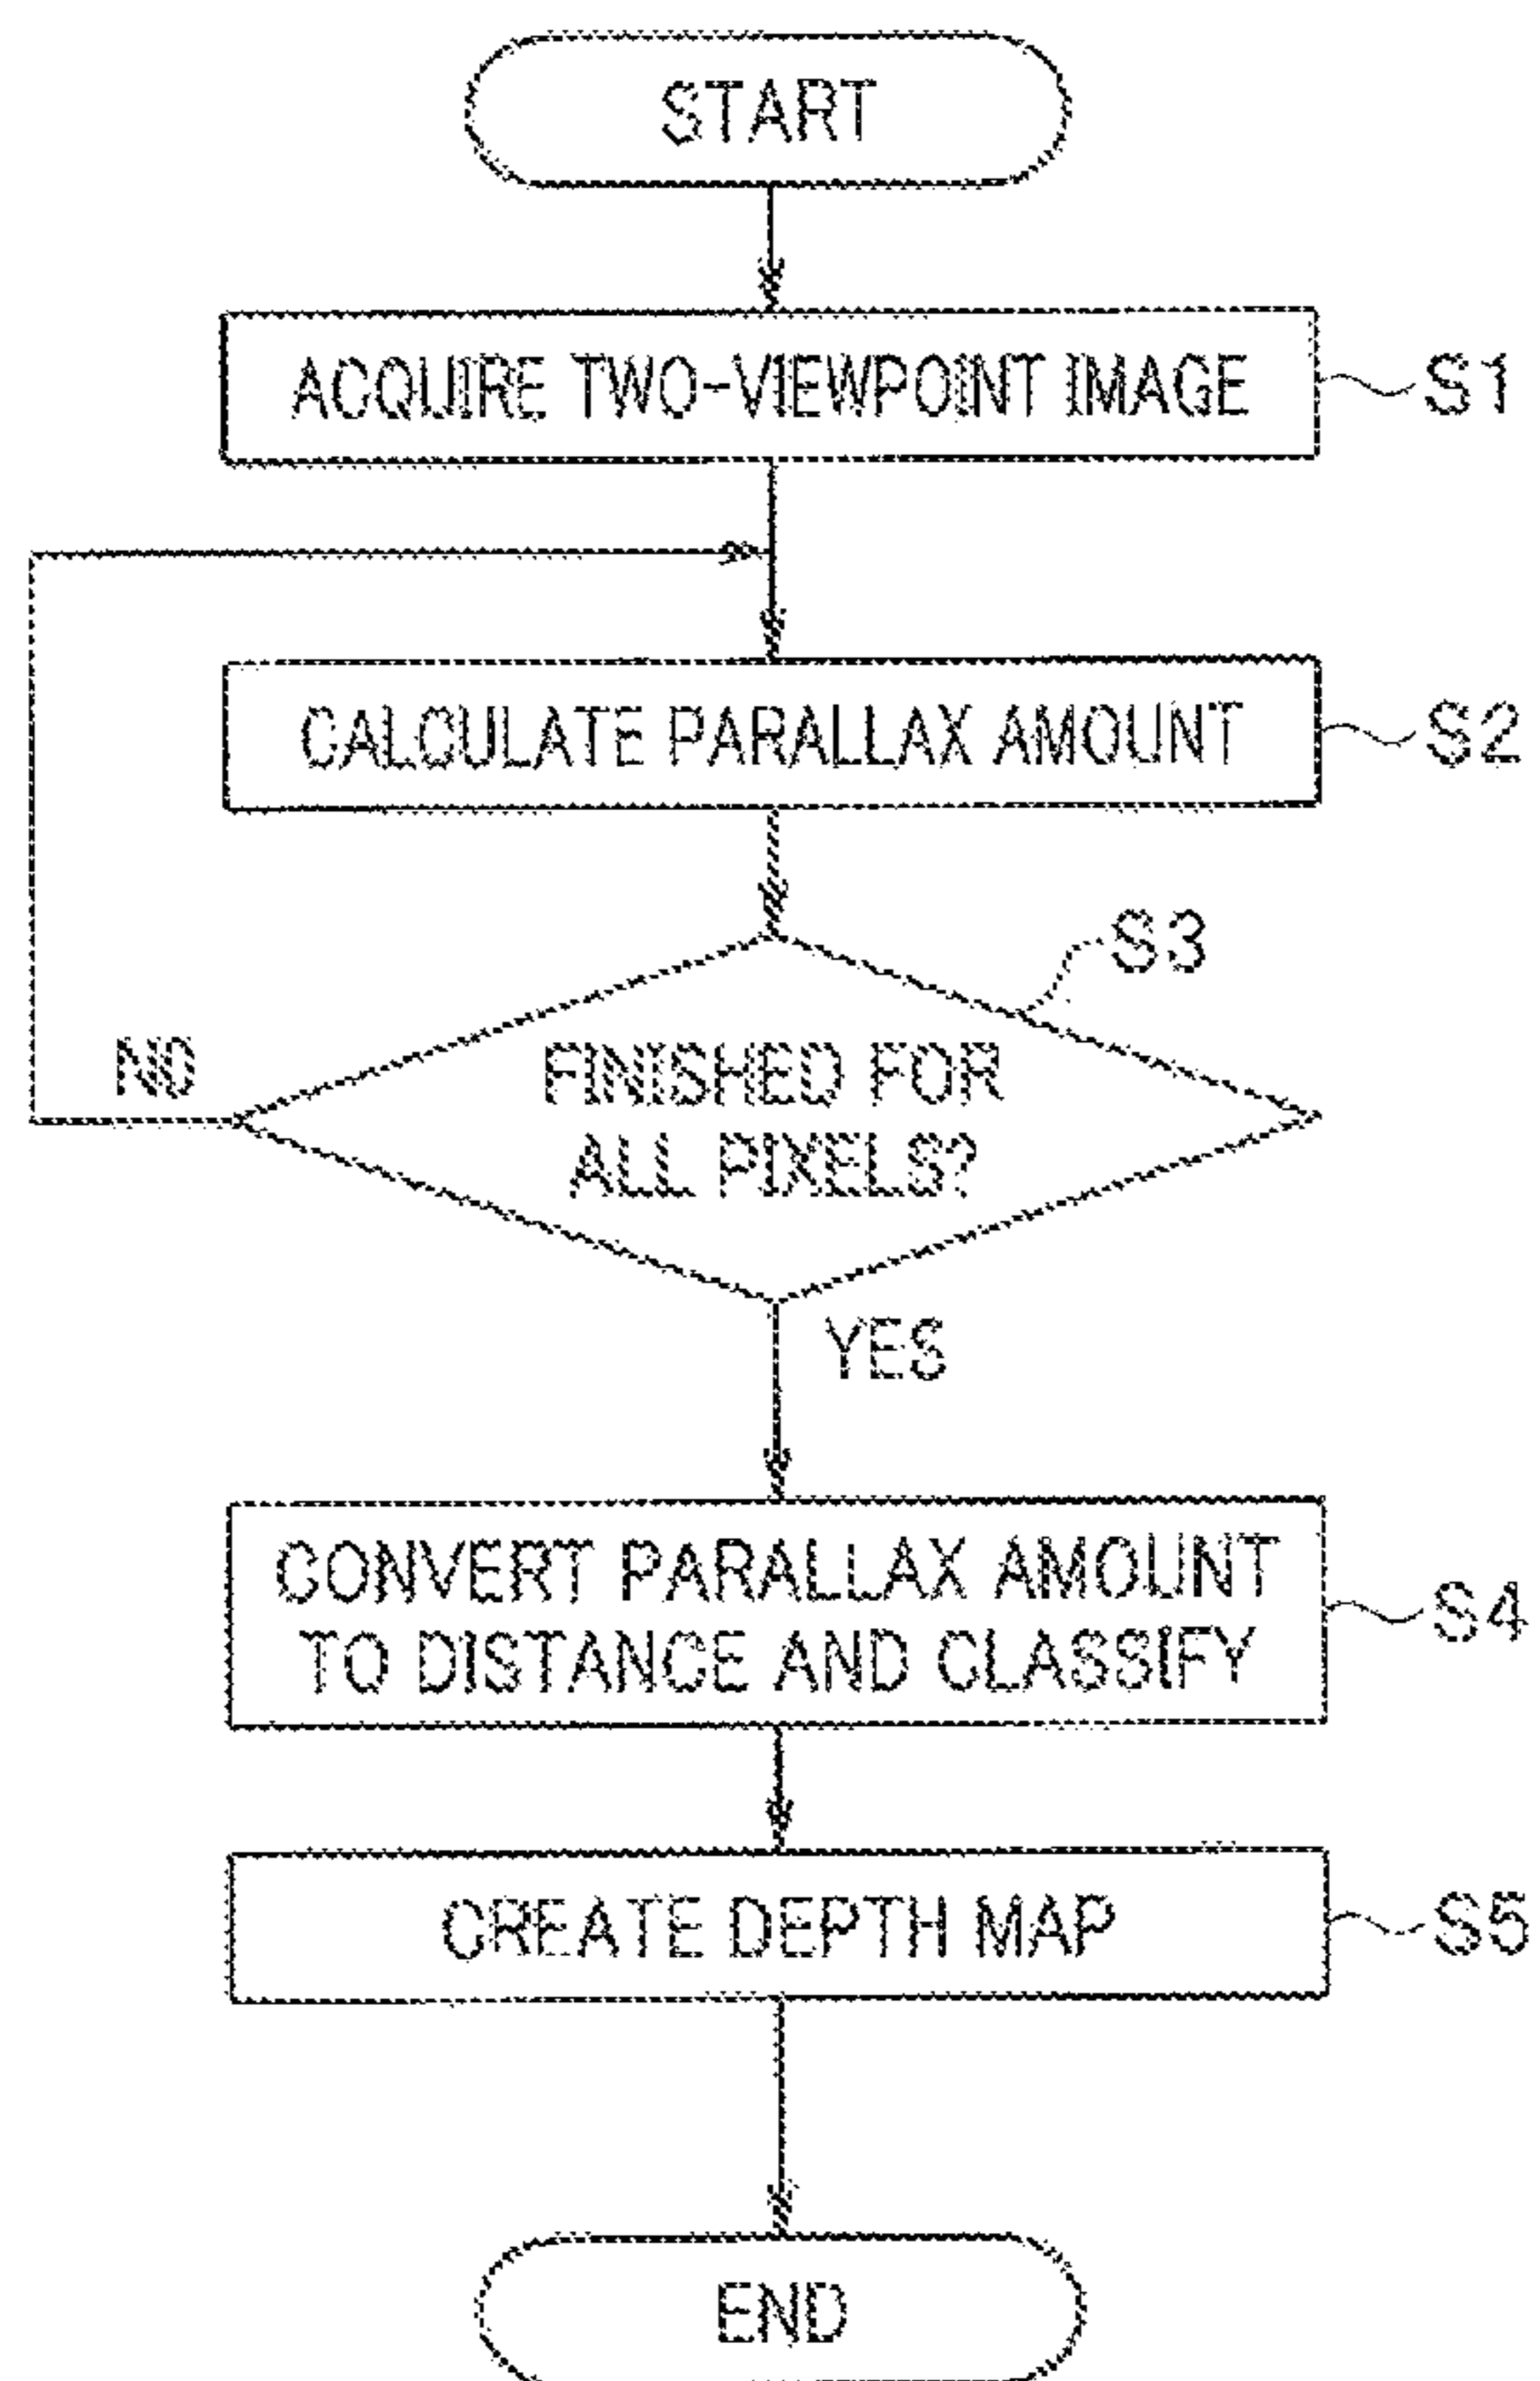 START
ACQUIRE TWO-VIEWPOINT IMAGE
S1
CALCULATE PARALLAX AMOUNT
S2
S3
FINISHED FOR
ALL PIXELS?
NO
YES
CONVERT PARALLAX AMOUNT
TO DISTANCE AND CLASSIFY
S4
CREATE DEPTH MAP
S5
END